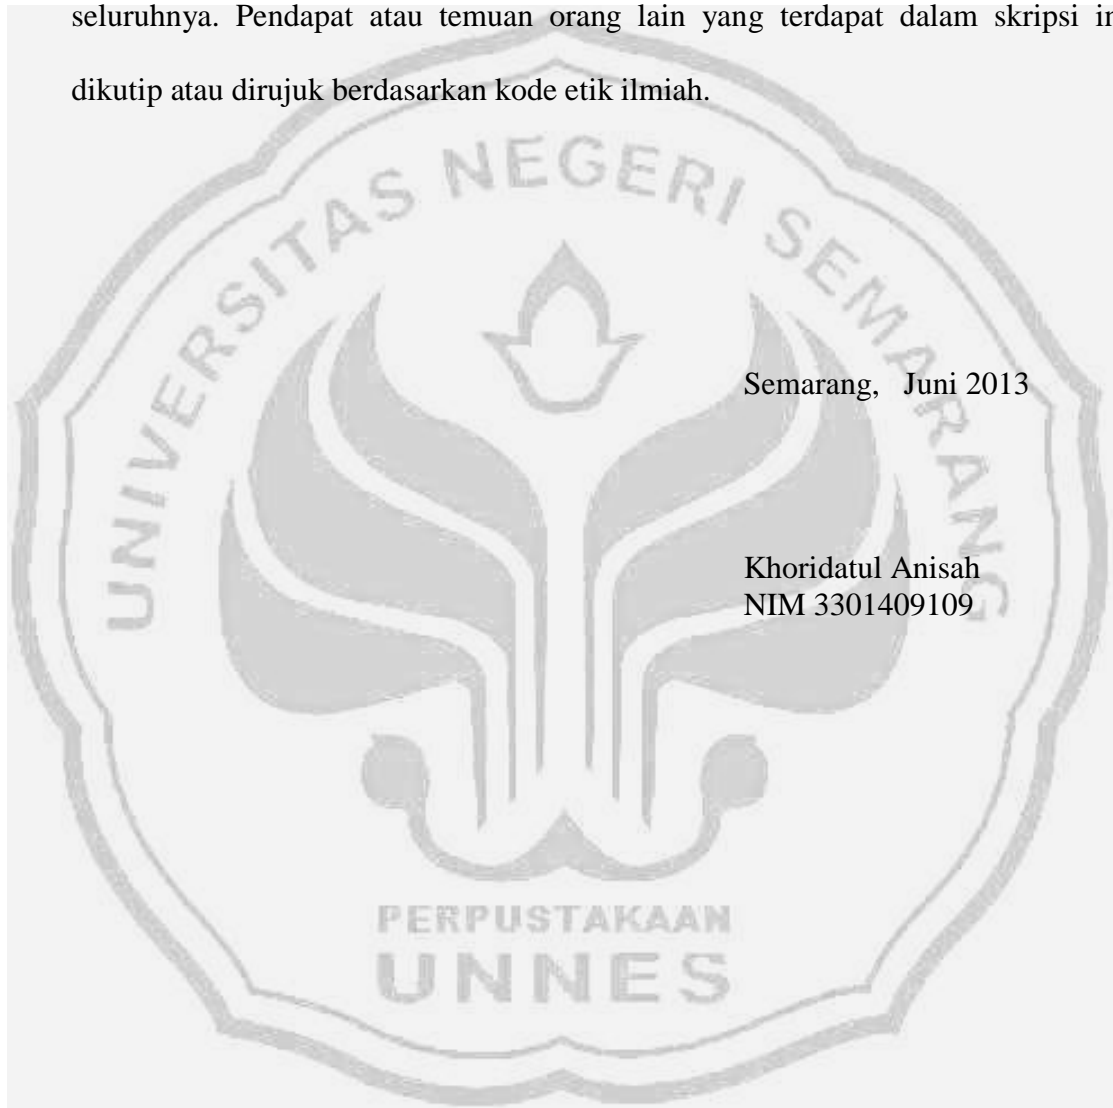 seluruhnya. Pendapat atau temuan orang lain yang terdapat dalam skripsi in
dikutip atau dirujuk berdasarkan kode etik ilmiah.
UNIVERSITAS NEGERI SEMARANG
Semarang, Juni 2013
Khoridatul Anisah
NIM 3301409109
PERPUSTAKAAN
UNNES